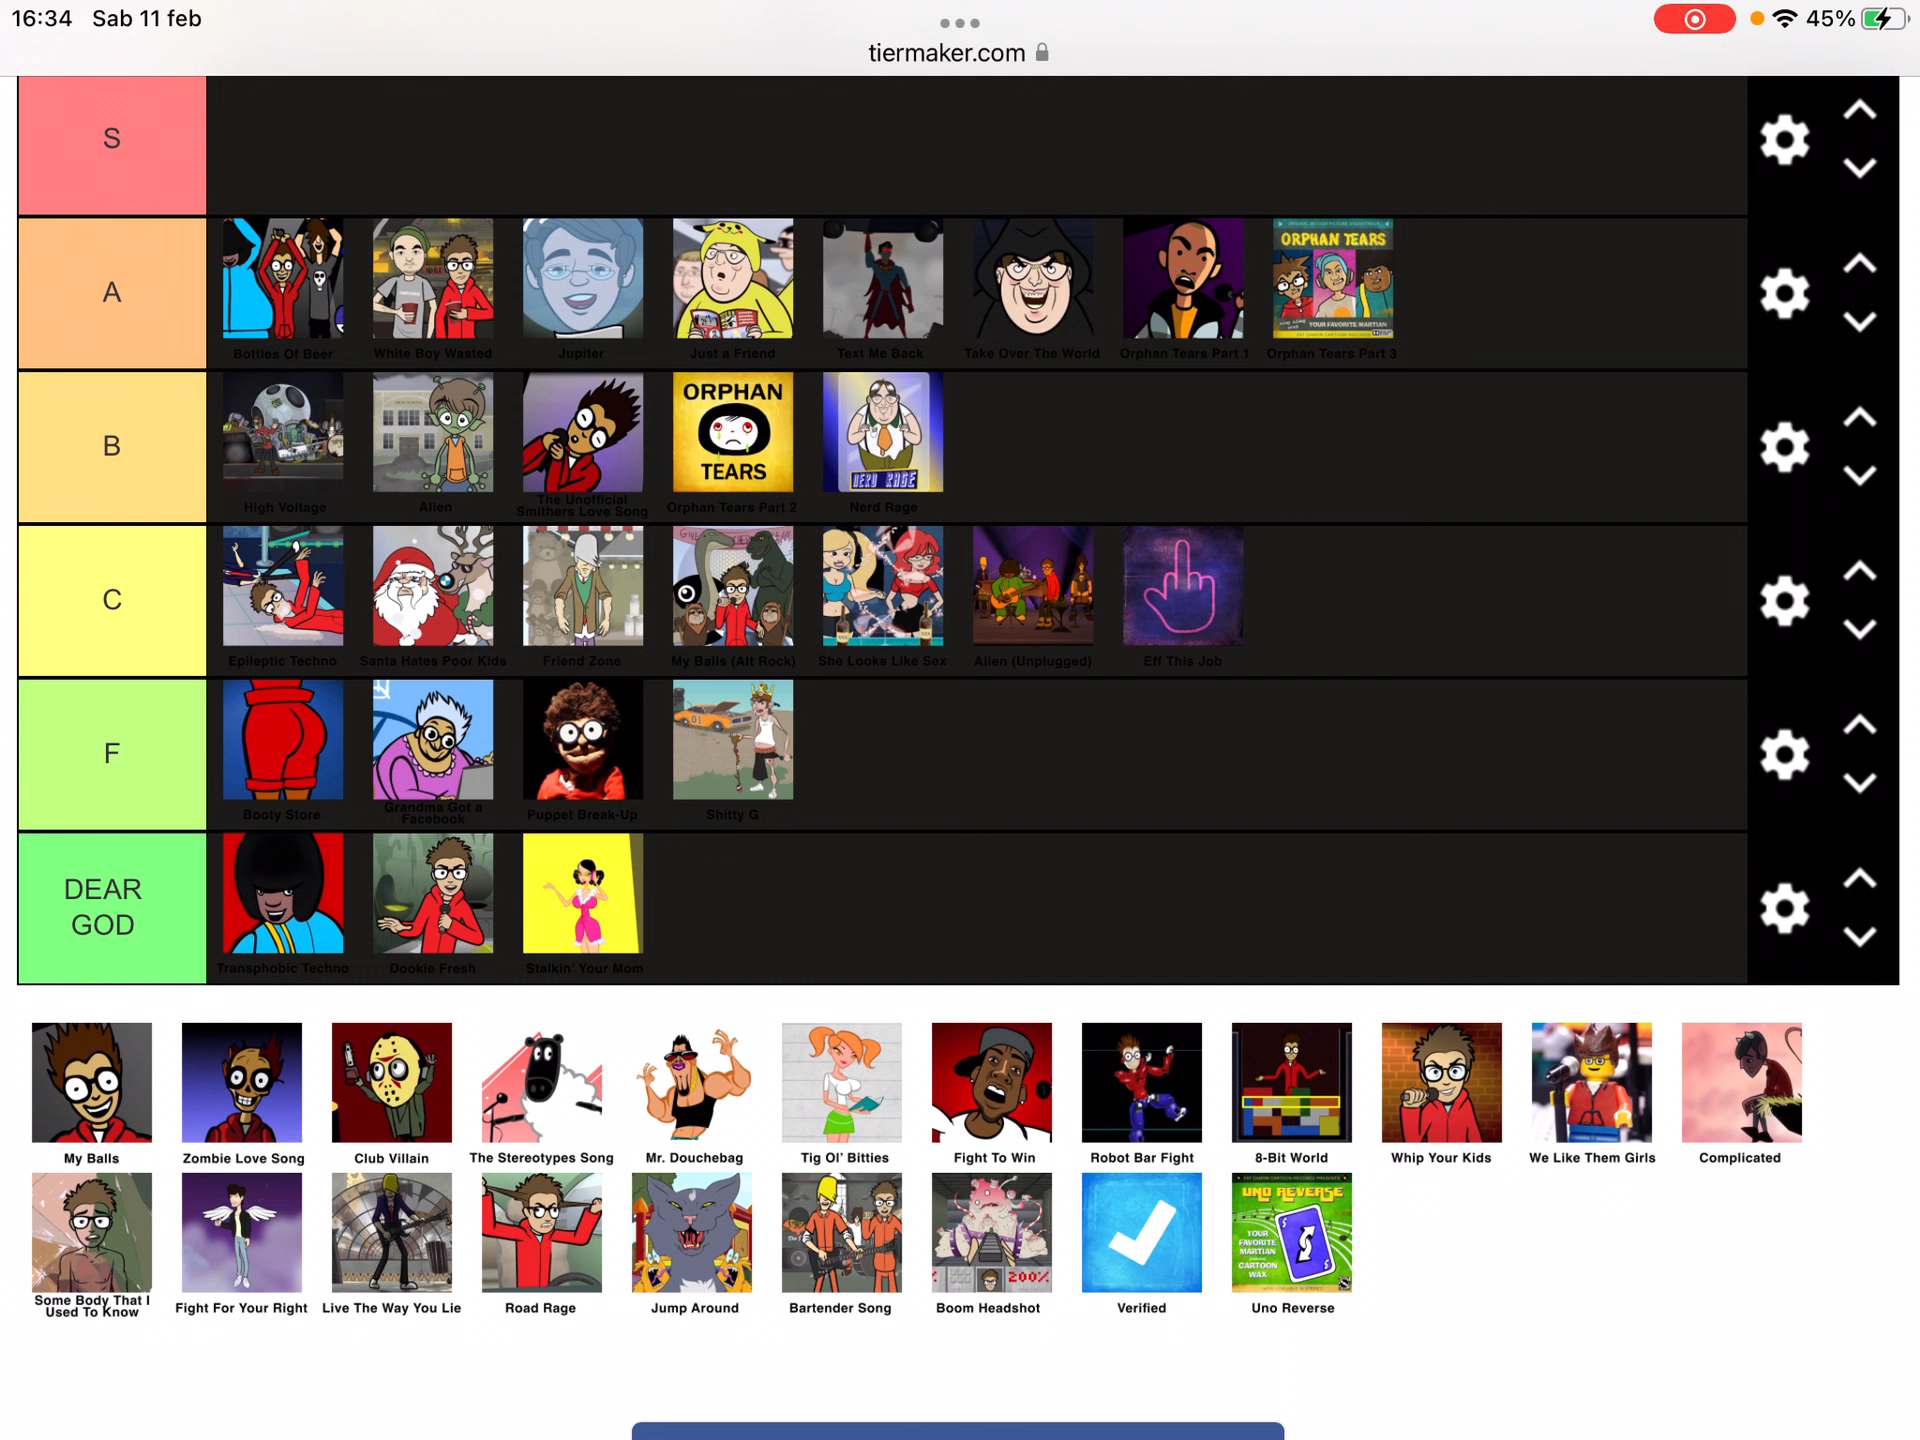 16:34 Sab 11 feb
45%
tiermaker.com
S
A
ORPHAN TEARS
YOUR FAVORITE MARTIAN
Bottles Of Beer
White Boy Wasted
Jupiter
Just a Friend
Text Me Back
Take Over The World
Orphan Tears Part 1
Orphan Tears Part 3
B
ORPHAN
TEARS
NERD RAGE
High Voltage
Alien
The Unofficial
Smithers Love Song
Orphan Tears Part 2
Nerd Rage
C
Epileptic Techno
Santa Hates Poor Kids
Friend Zone
My Balls (Alt Rock)
She Looks Like Sex
Alien (Unplugged)
Eff This Job
F
01
Booty Store
Grandma Got a
Facebook
Puppet Break-Up
Shitty G
DEAR
GOD
Transphobic Techno
Dookie Fresh
Stalkin' Your Mom
My Balls
Zombie Love Song
Club Villain
The Stereotypes Song
Mr. Douchebag
Tig Ol' Bitties
Fight To Win
Robot Bar Fight
8-Bit World
Whip Your Kids
We Like Them Girls
Complicated
200%
UNO REVERSE
YOUR
FAVORITE
MARTIAN
CARTOON
WAX
Some Body That I
Used To Know
Fight For Your Right
Live The Way You Lie
Road Rage
Jump Around
Bartender Song
Boom Headshot
Verified
Uno Reverse